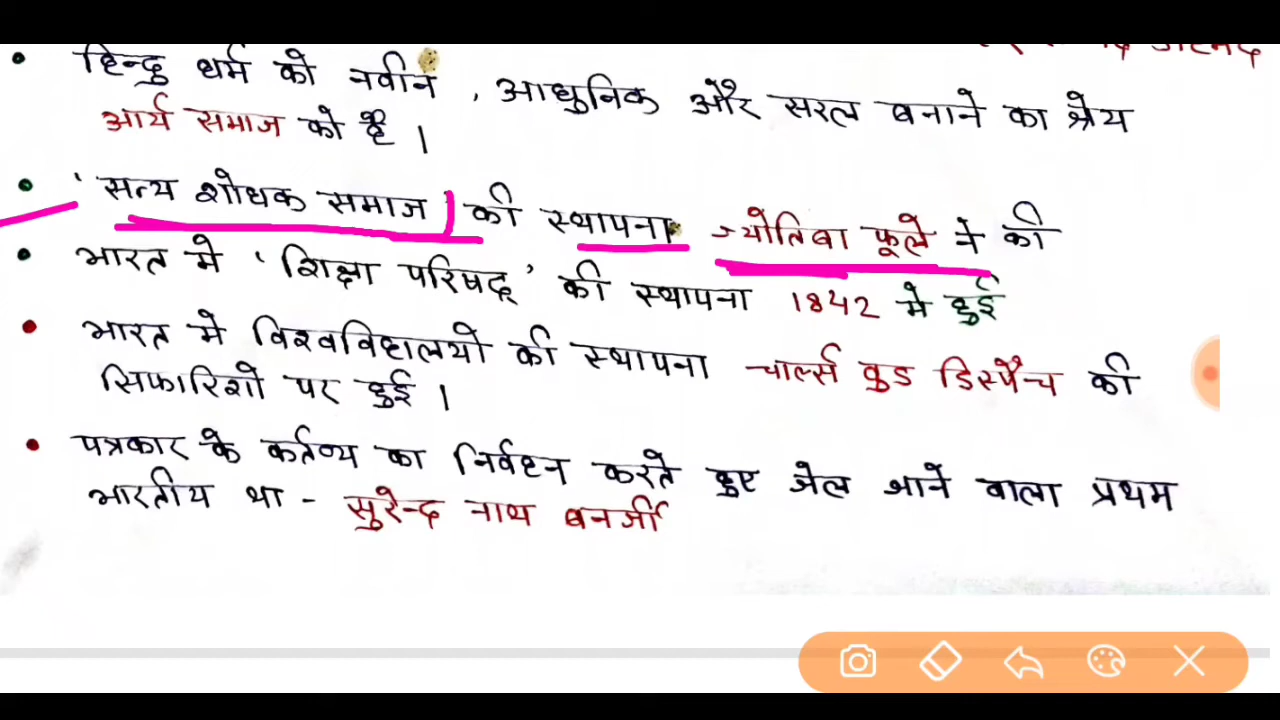 • हिन्दु धर्म को नवीन, आधुनिक और सरल बनाने का श्रेय
आर्य समाज को है।
• 'सत्य शोधक समाज' की स्थापना ज्योतिबा फूले ने की
• भारत मे 'शिक्षा परिषद्' की स्थापना 1842 मे हुई
• भारत मे विश्वविद्यालयो की स्थापना चार्ल्स वुड डिस्पैच की
सिफारिशो पर हुई।
• पत्रकार के कर्तव्य का निर्वहन करते हुए जेल जाने वाला प्रथम
भारतीय था - सुरेन्द्र नाथ बनर्जी